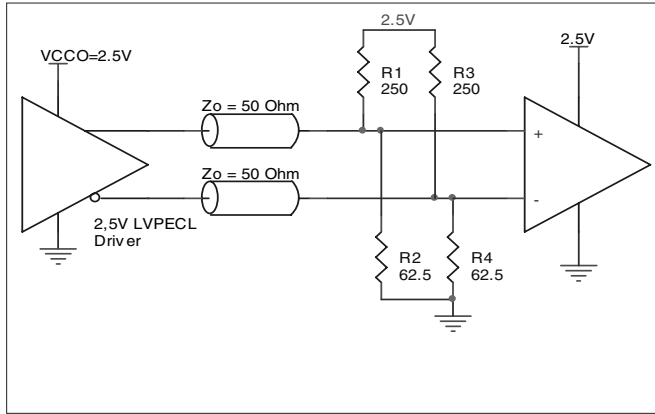 2.5V
VCCO=2.5V
2.5V
R1
250
R3
250
Zo = 50 Ohm
+
Zo = 50 Ohm
-
2,5V LVPECL
Driver
R2
62.5
R4
62.5